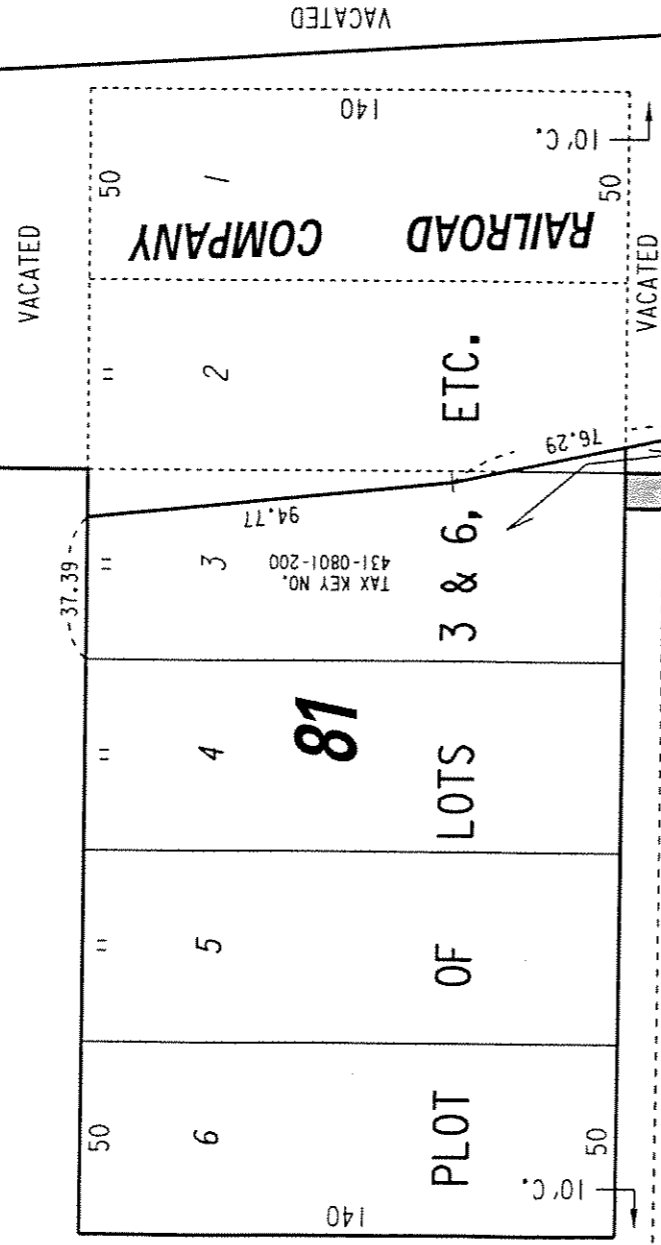 VACATED
VACATED
140
50
1
50
10'C.
RAILROAD COMPANY
VACATED
"
2
ETC.
76.29
94.77
37.39
"
3
TAX KEY NO.
431-0801-200
"
4
81
"
5
50
6
140
50
10'C.
PLOT OF LOTS 3 & 6,